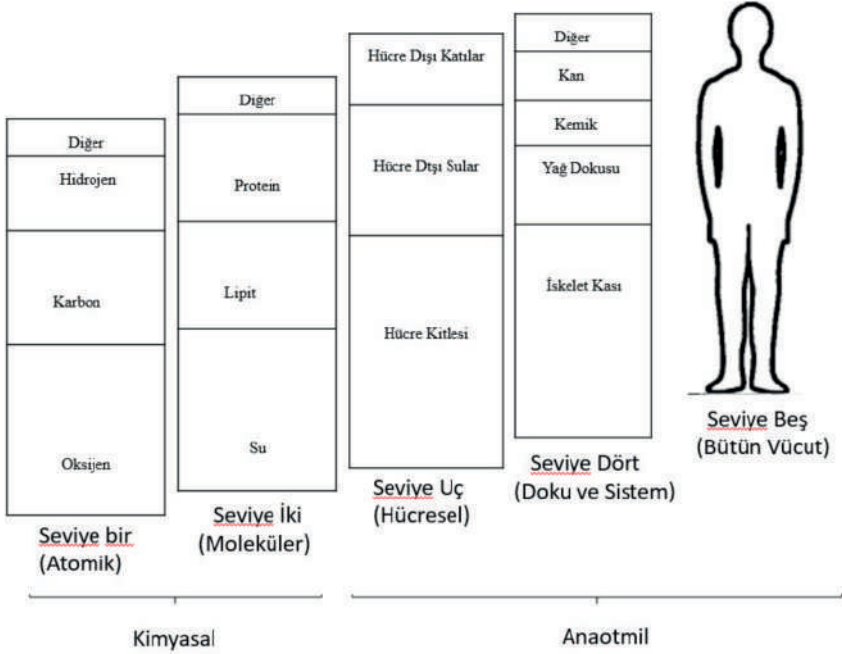 Diğer
Hidrojen
Karbon
Oksijen
Seviye bir
(Atomik)
Diğer
Protein
Lipit
Su
Seviye İki
(Moleküler)
Hücre Dışı Katılar
Hücre Dtşı Sular
Hücre Kitlesi
Seviye Uç
(Hücresel)
Diğer
Kan
Kemik
Yağ Dokusu
İskelet Kası
Seviye Dört
(Doku ve Sistem)
Seviye Beş
(Bütün Vücut)
Kimyasal
Anaotmil